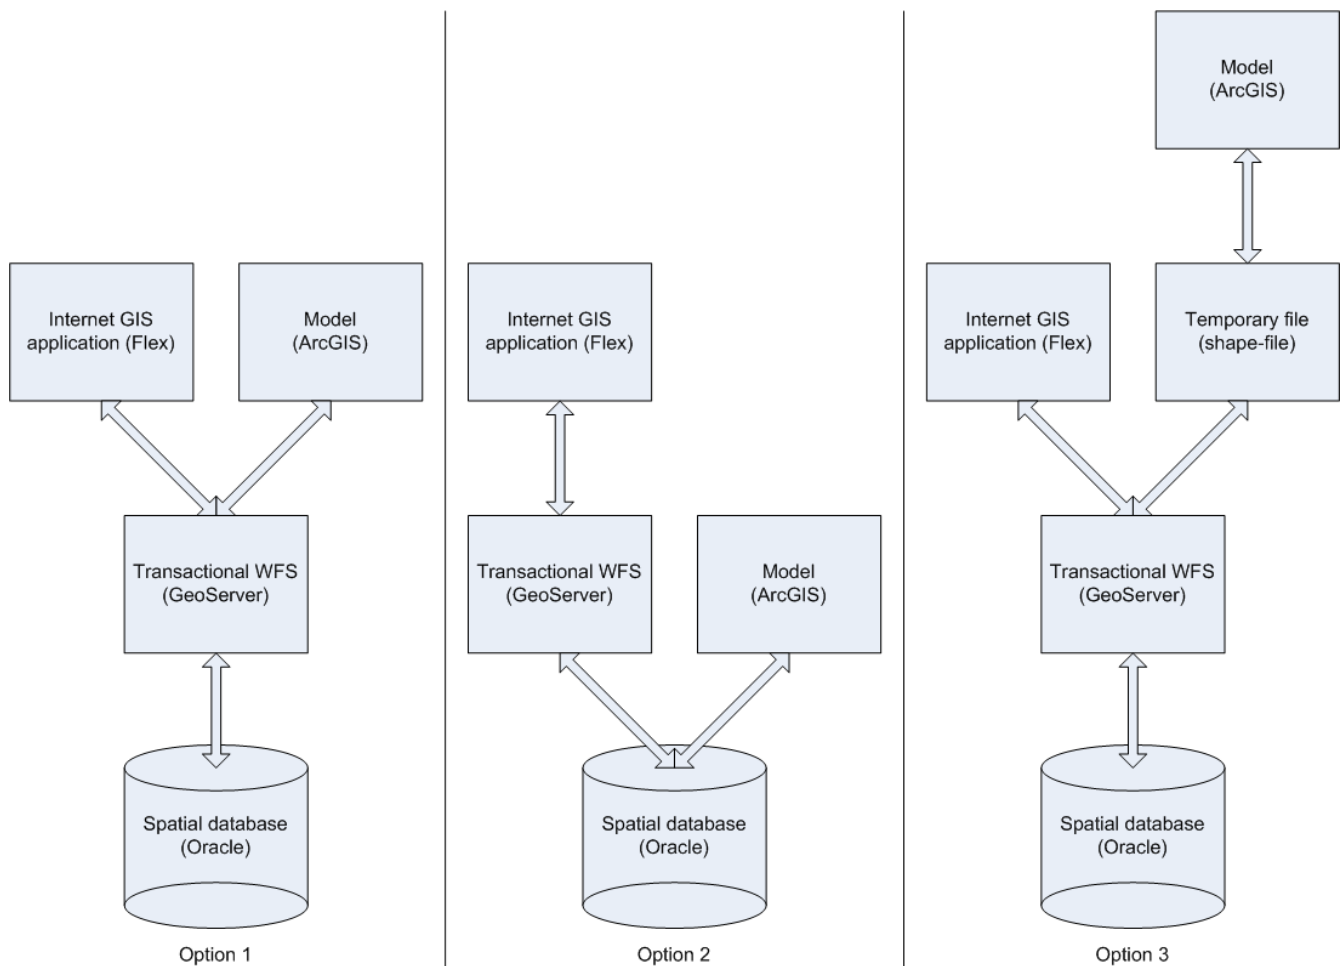 Internet GIS
application (Flex)
Model
(ArcGIS)
Transactional WFS
(GeoServer)
Spatial database
(Oracle)
Option 1
Internet GIS
application (Flex)
Transactional WFS
(GeoServer)
Model
(ArcGIS)
Spatial database
(Oracle)
Option 2
Model
(ArcGIS)
Internet GIS
application (Flex)
Temporary file
(shape-file)
Transactional WFS
(GeoServer)
Spatial database
(Oracle)
Option 3